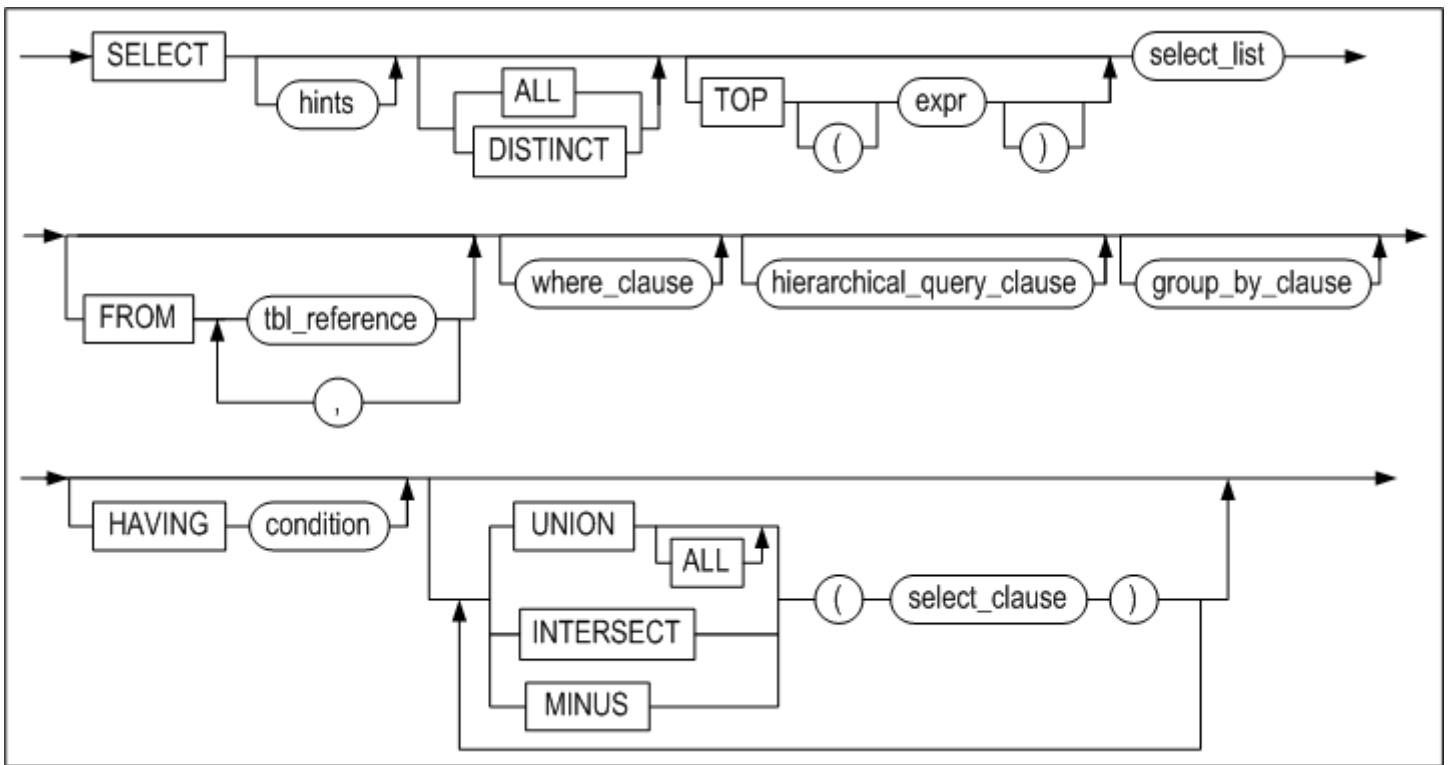 SELECT hints ALL DISTINCT TOP ( expr ) select_list
FROM tbl_reference , where_clause hierarchical_query_clause group_by_clause
HAVING condition UNION ALL INTERSECT MINUS ( select_clause )